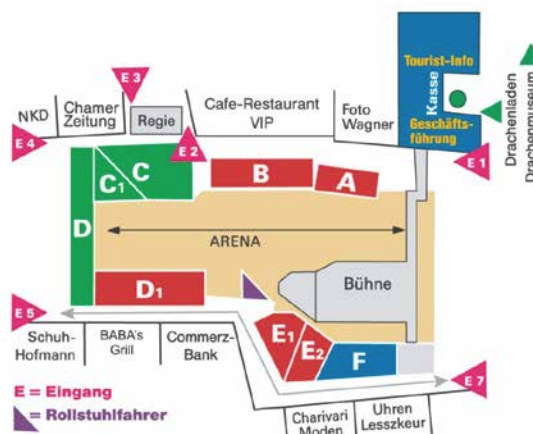 Tourist-Info
Kasse
Geschäfts-
führung
Drachenladen
Drachenmuseum
E 3
NKD
Chamer
Zeitung
Regie
Cafe-Restaurant
VIP
Foto
Wagner
E 4
E 2
E 1
C
C1
B
A
D
ARENA
Bühne
D1
E 5
E1
E2
F
Schuh-
Hofmann
BABA's
Grill
Commerz-
Bank
E 7
E = Eingang
= Rollstuhlfahrer
Charivari
Moden
Uhren
Lesszkeur